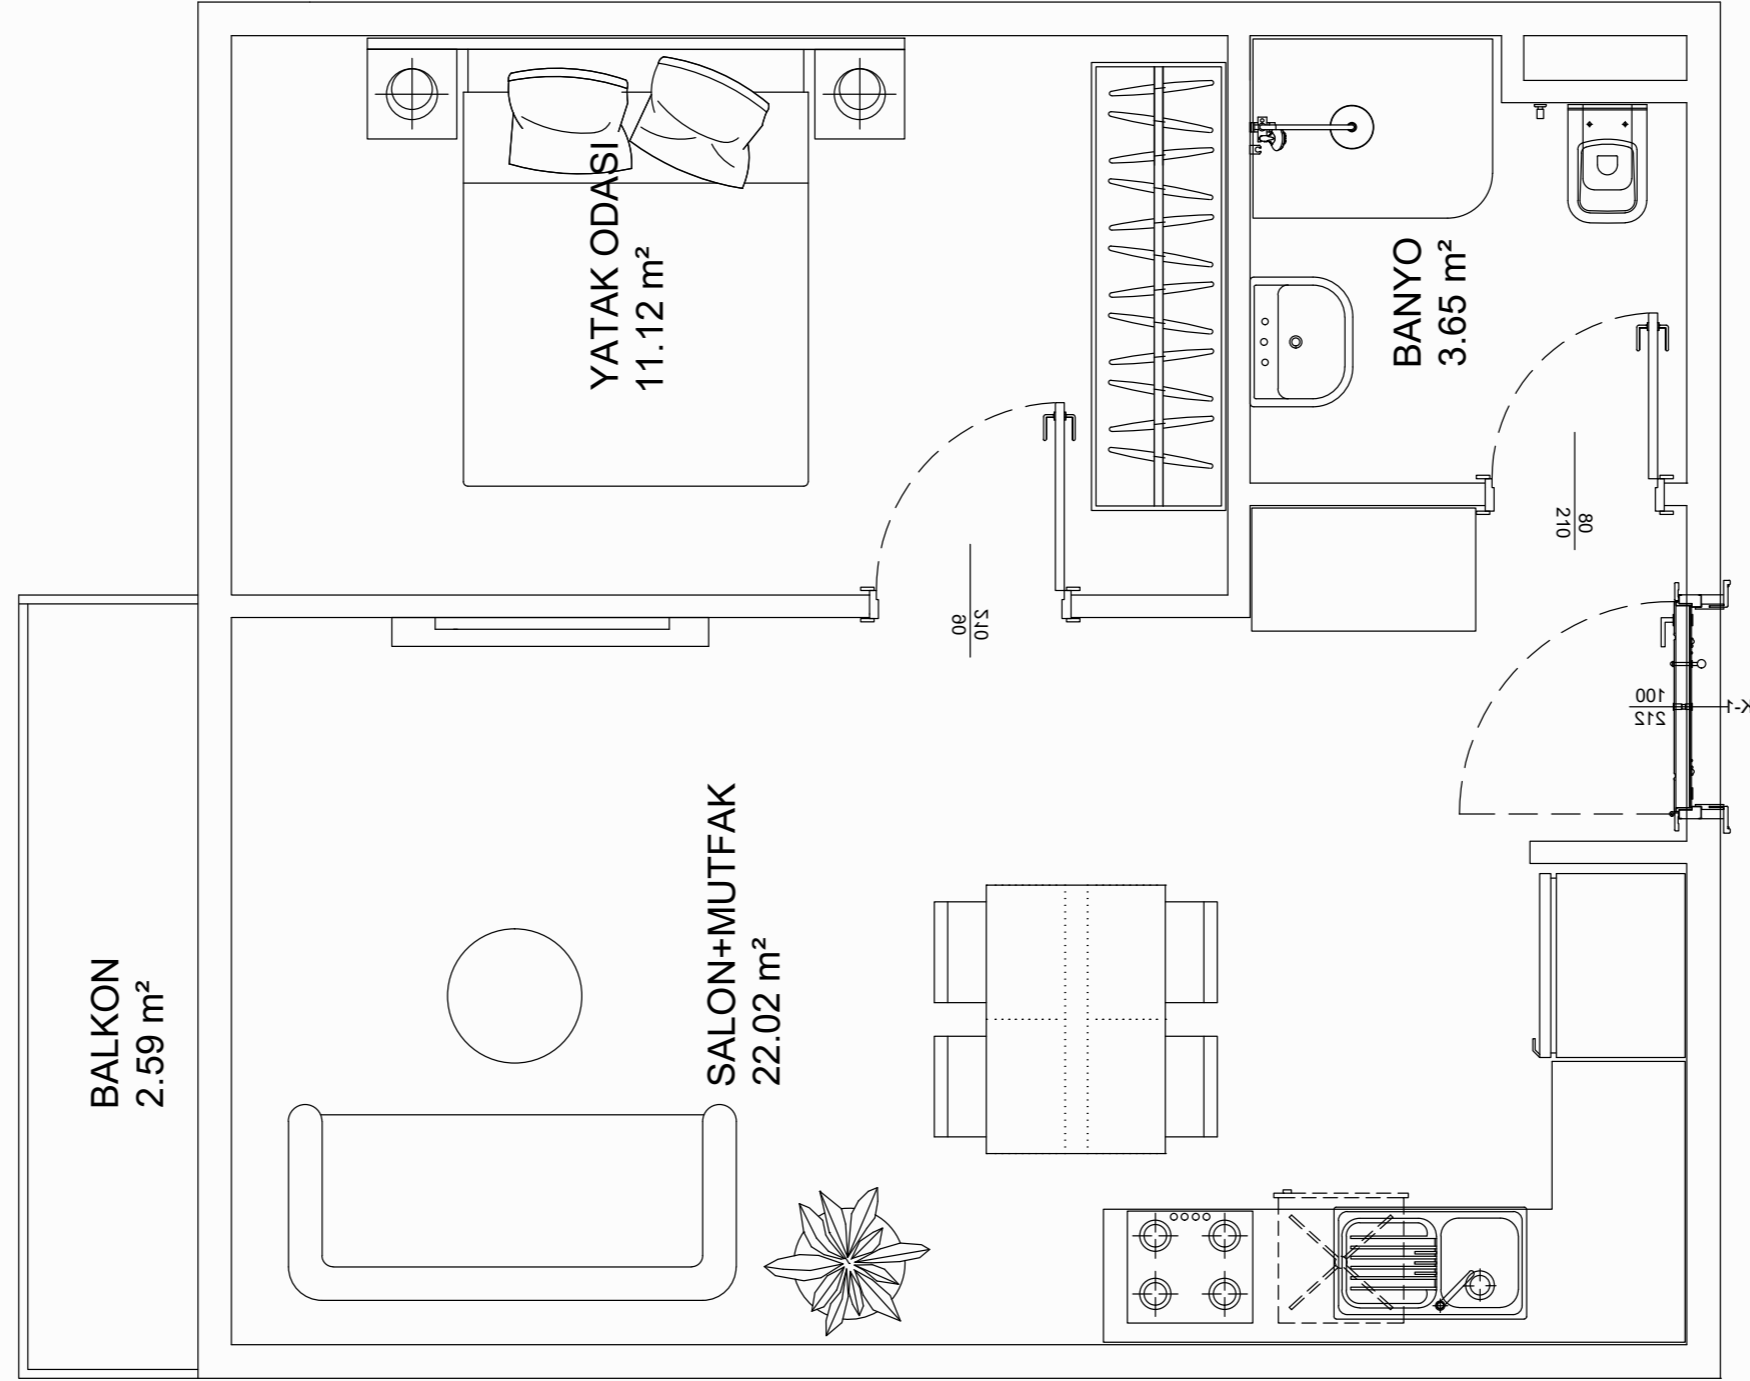 YATAK ODASI
11.12 m²
BANYO
3.65 m²
80
210
210
90
100
212
K-1
SALON+MUTFAK
22.02 m²
BALKON
2.59 m²